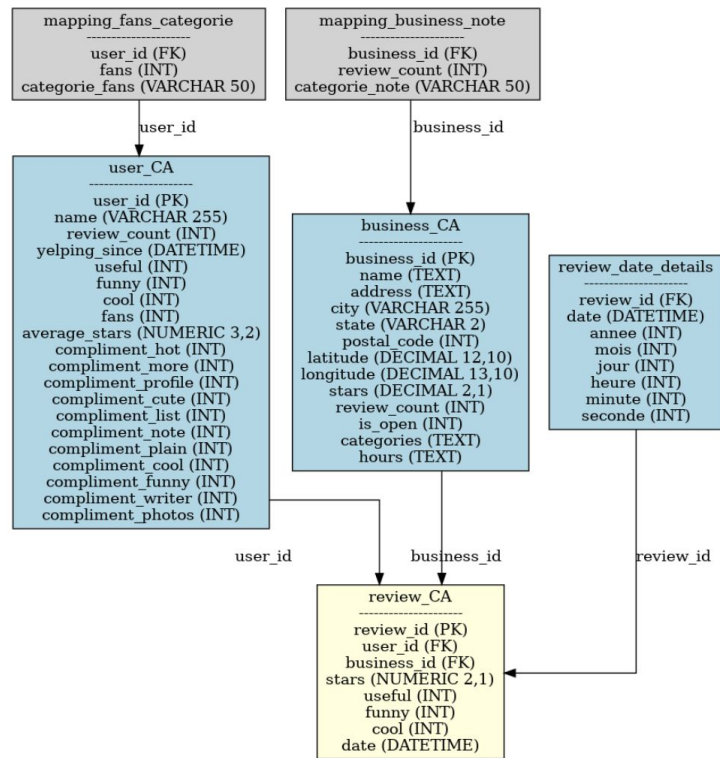 mapping_fans_categorie
---------------------
user_id (FK)
fans (INT)
categorie_fans (VARCHAR 50)
mapping_business_note
---------------------
business_id (FK)
review_count (INT)
categorie_note (VARCHAR 50)
user_id
business_id
user_CA
---------------------
user_id (PK)
name (VARCHAR 255)
review_count (INT)
yelping_since (DATETIME)
useful (INT)
funny (INT)
cool (INT)
fans (INT)
average_stars (NUMERIC 3,2)
compliment_hot (INT)
compliment_more (INT)
compliment_profile (INT)
compliment_cute (INT)
compliment_list (INT)
compliment_note (INT)
compliment_plain (INT)
compliment_cool (INT)
compliment_funny (INT)
compliment_writer (INT)
compliment_photos (INT)
business_CA
---------------------
business_id (PK)
name (TEXT)
address (TEXT)
city (VARCHAR 255)
state (VARCHAR 2)
postal_code (INT)
latitude (DECIMAL 12,10)
longitude (DECIMAL 13,10)
stars (DECIMAL 2,1)
review_count (INT)
is_open (INT)
categories (TEXT)
hours (TEXT)
review_date_details
---------------------
review_id (FK)
date (DATETIME)
annee (INT)
mois (INT)
jour (INT)
heure (INT)
minute (INT)
seconde (INT)
user_id
business_id
review_id
review_CA
---------------------
review_id (PK)
user_id (FK)
business_id (FK)
stars (NUMERIC 2,1)
useful (INT)
funny (INT)
cool (INT)
date (DATETIME)